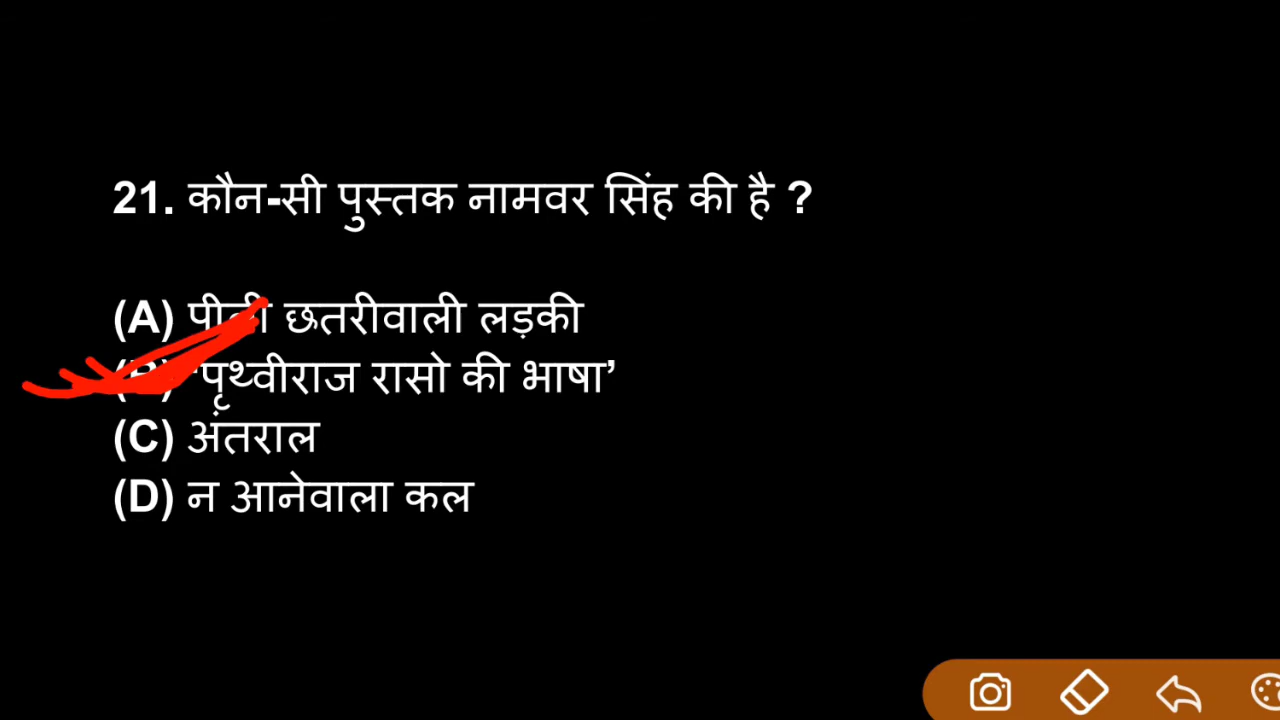 21. कौन-सी पुस्तक नामवर सिंह की है ?
(A) पीली छतरीवाली लड़की
(B) 'पृथ्वीराज रासो की भाषा’
(C) अंतराल
(D) न आनेवाला कल